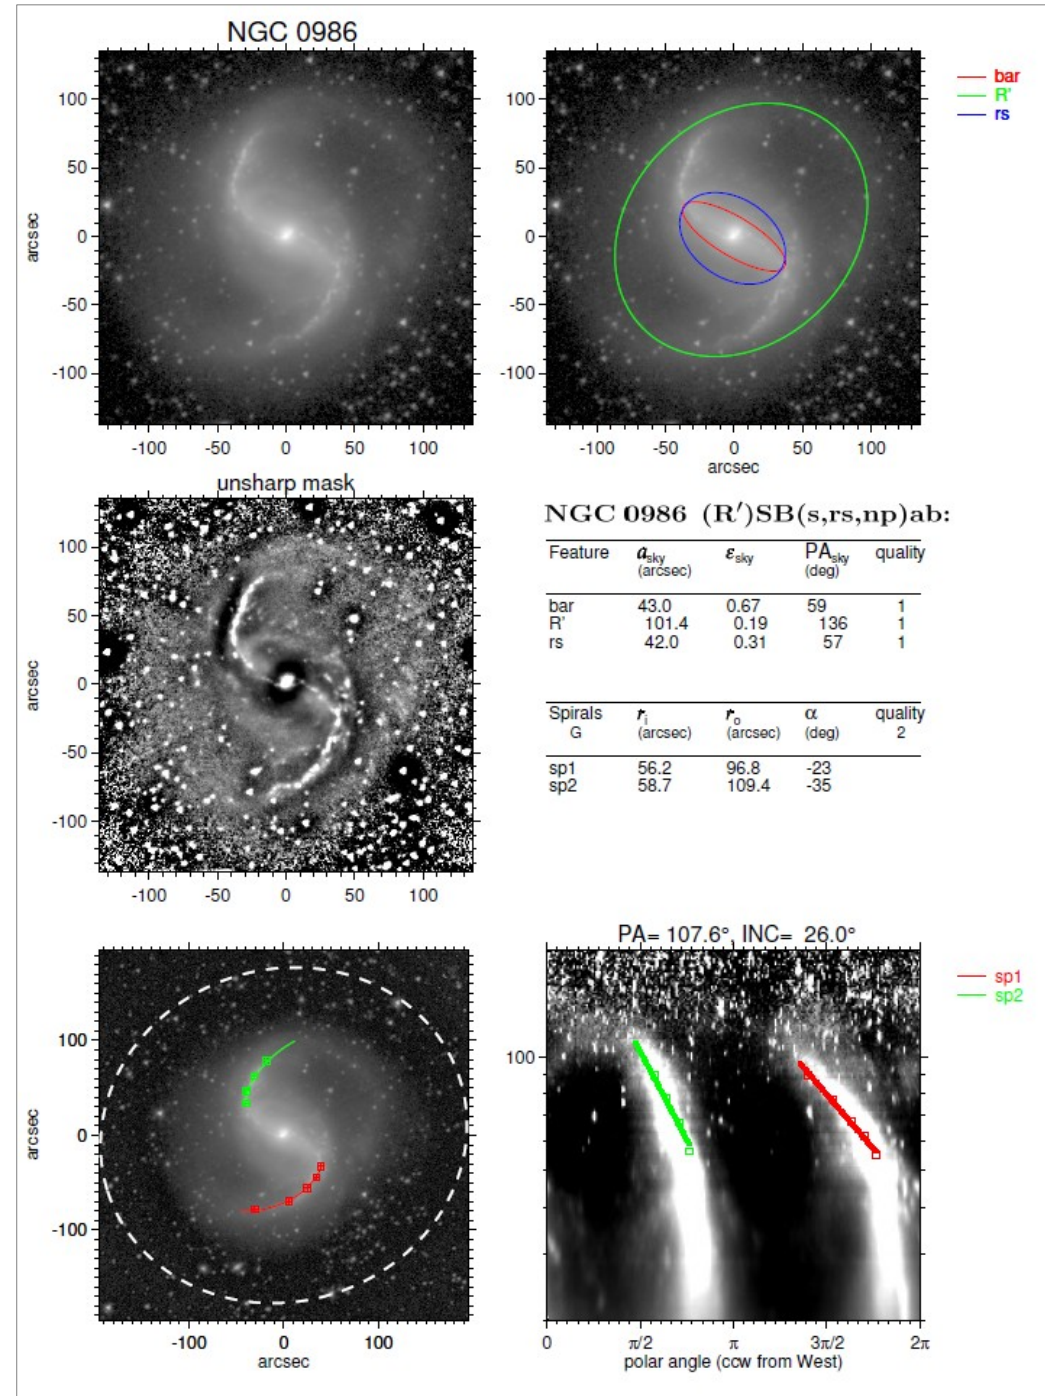 NGC 0986
100
50
0
-50
-100
arcsec
-100 -50 0 50 100
100
50
0
-50
-100
-100 -50 0 50 100
arcsec
bar
R'
rs
unsharp mask
100
50
0
-50
-100
arcsec
-100 -50 0 50 100
NGC 0986 (R′)SB(s,rs,np)ab:
Feature a_sky ε_sky PA_sky quality
(arcsec) (deg)
bar 43.0 0.67 59 1
R' 101.4 0.19 136 1
rs 42.0 0.31 57 1
Spirals r_i r_o α quality
G (arcsec) (arcsec) (deg) 2
sp1 56.2 96.8 -23
sp2 58.7 109.4 -35
100
0
-100
arcsec
-100 0 100
arcsec
PA= 107.6°, INC= 26.0°
100
0 π/2 π 3π/2 2π
polar angle (ccw from West)
sp1
sp2